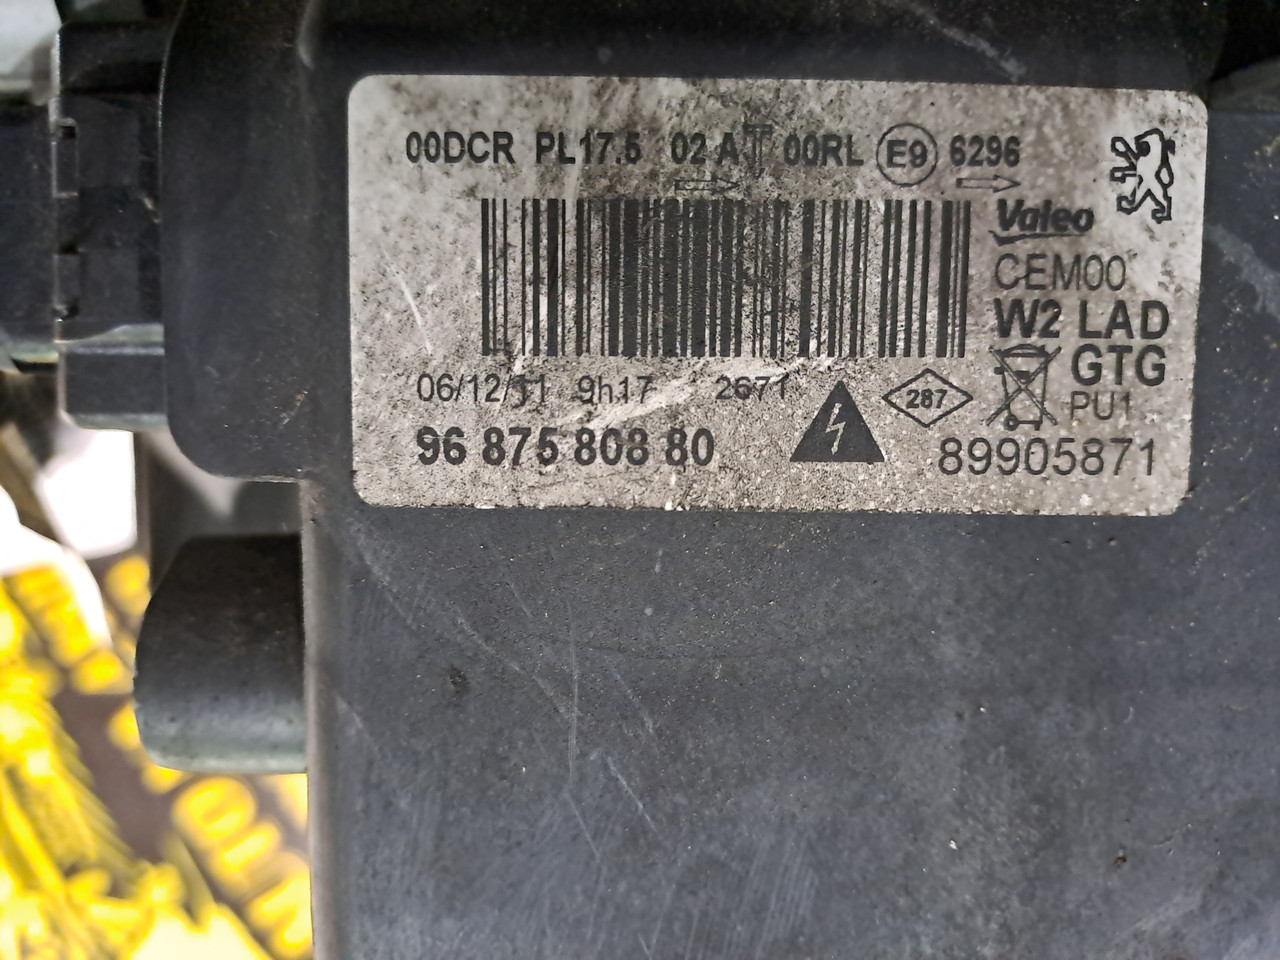 00DCR PL17.5 02 A 00RL E9 6296
Valeo
CEM00
W2 LAD
GTG
PU1
06/12/11 9h17 2671
287
96 875 808 80
89905871